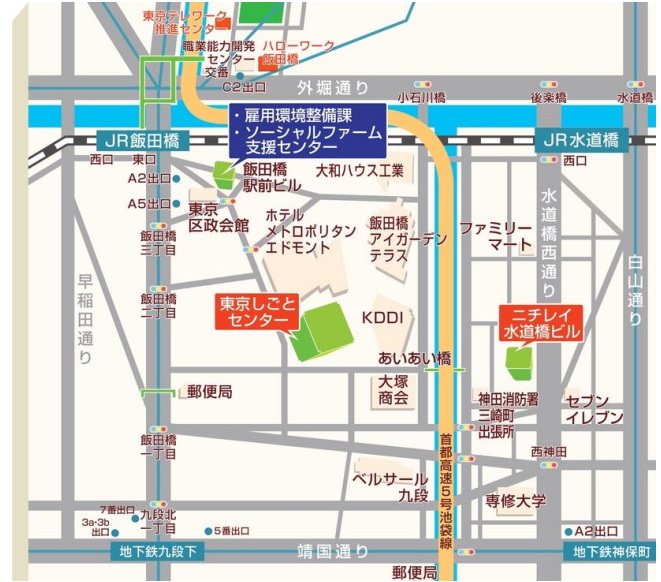 東京テレワーク
推進センター
職業能力開発
センター
ハローワーク
飯田橋
交番
C2出口
外堀通り
小石川橋
後楽橋
水道橋
・雇用環境整備課
・ソーシャルファーム
支援センター
JR飯田橋
JR水道橋
西口
東口
西口
A2出口
飯田橋
駅前ビル
大和ハウス工業
A5出口
東京
区政会館
ホテル
メトロポリタン
エドモント
飯田橋
アイガーデン
テラス
ファミリー
マート
水道橋西通り
白山通り
飯田橋
三丁目
早稲田通り
飯田橋
二丁目
東京しごと
センター
KDDI
ニチレイ
水道橋ビル
あいあい橋
郵便局
大塚
商会
神田消防署
三崎町
出張所
セブン
イレブン
飯田橋
一丁目
首都高速5号池袋線
西神田
ベルサール
九段
専修大学
7番出口
3a・3b
出口
九段北
一丁目
5番出口
A2出口
地下鉄九段下
靖国通り
地下鉄神保町
郵便局